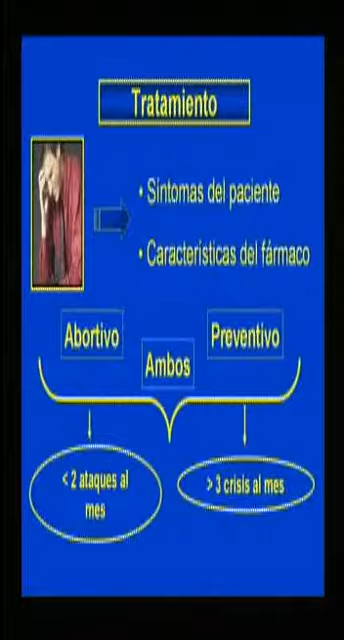 Tratamiento
• Síntomas del paciente
• Características del fármaco
Abortivo
Preventivo
Ambos
< 2 ataques al
mes
> 3 crisis al mes